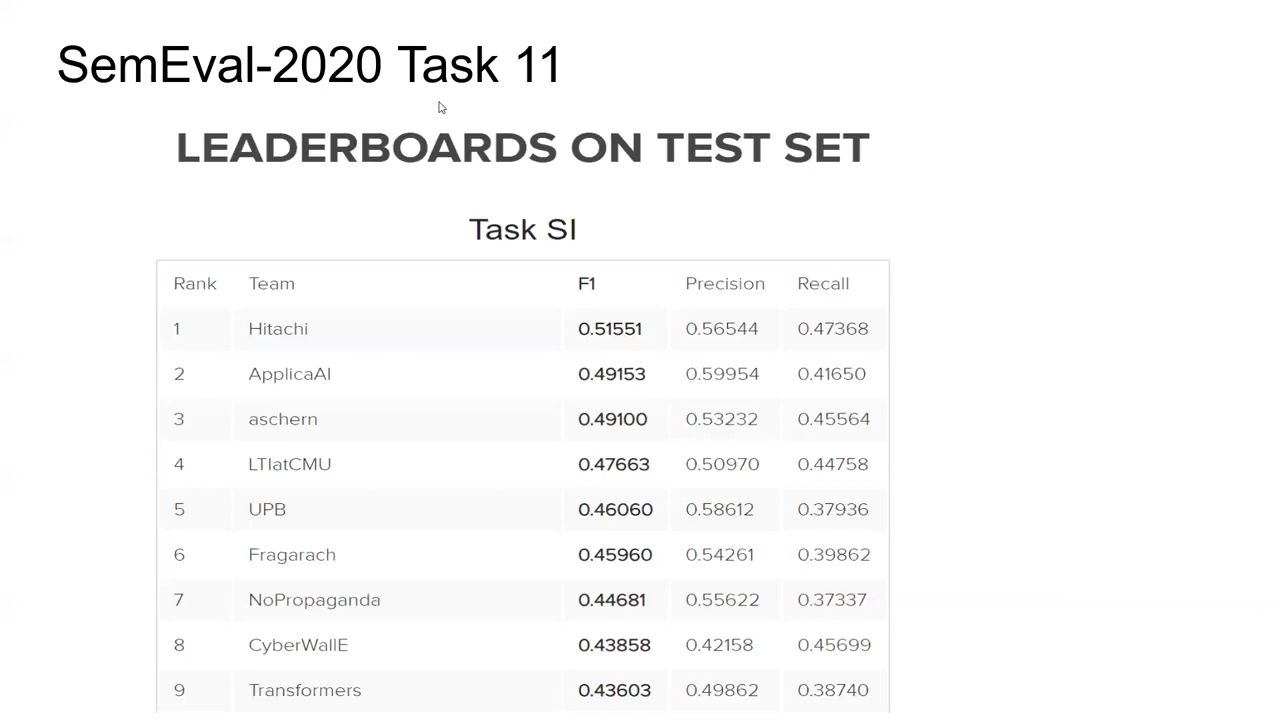 SemEval-2020 Task 11
LEADERBOARDS ON TEST SET
Task SI
Rank Team F1 Precision Recall
1 Hitachi 0.51551 0.56544 0.47368
2 ApplicaAI 0.49153 0.59954 0.41650
3 aschern 0.49100 0.53232 0.45564
4 LTIatCMU 0.47663 0.50970 0.44758
5 UPB 0.46060 0.58612 0.37936
6 Fragarach 0.45960 0.54261 0.39862
7 NoPropaganda 0.44681 0.55622 0.37337
8 CyberWallE 0.43858 0.42158 0.45699
9 Transformers 0.43603 0.49862 0.38740